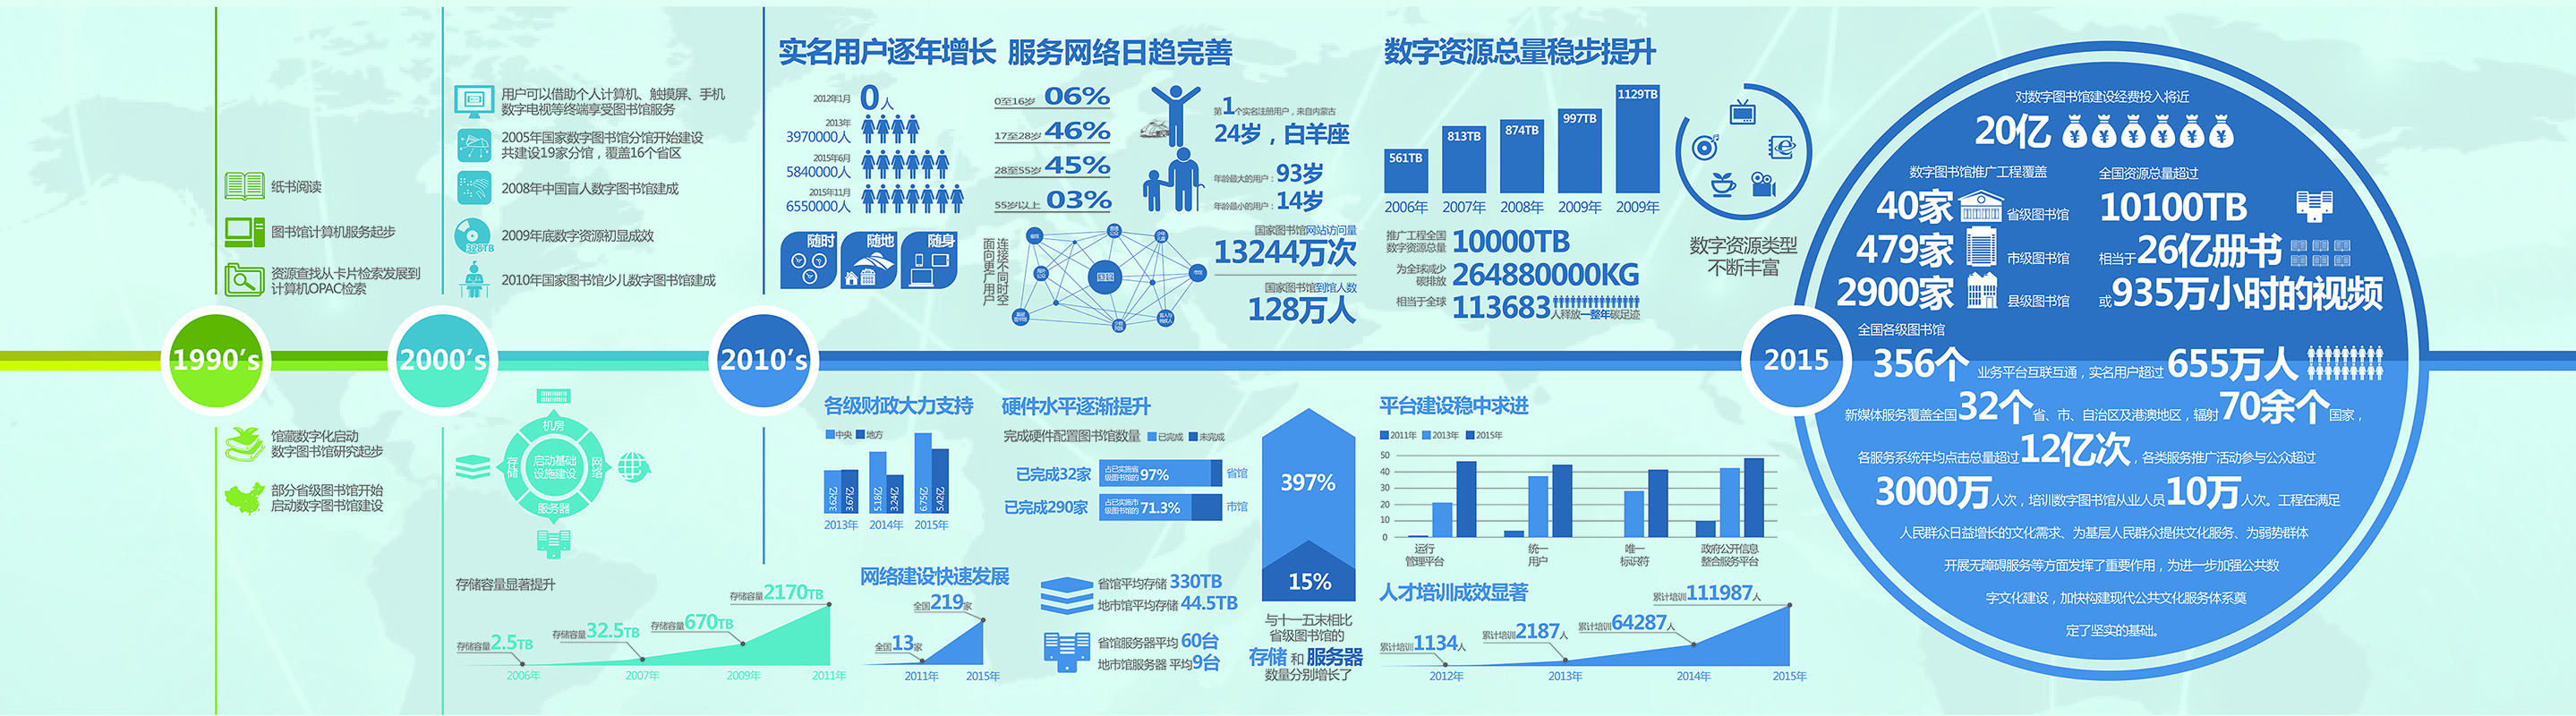 纸书阅读
图书馆计算机服务起步
资源查找从卡片检索发展到
计算机OPAC检索
1990’s
馆藏数字化启动
数字图书馆研究起步
部分省级图书馆开始
启动数字图书馆建设
用户可以借助个人计算机、触摸屏、手机
数字电视等终端享受图书馆服务
2005年国家数字图书馆分馆开始建设
共建设19家分馆，覆盖16个省区
2008年中国盲人数字图书馆建成
328TB
2009年底数字资源初显成效
2010年国家图书馆少儿数字图书馆建成
2000’s
机房
存储
启动基础
设施建设
网络
服务器
存储容量显著提升
存储容量2.5TB
存储容量32.5TB
存储容量670TB
存储容量2170TB
2006年
2007年
2009年
2011年
2010’s
实名用户逐年增长
2012年1月
0人
2013年
3970000人
2015年6月
5840000人
2015年11月
6550000人
随时
随地
随身
服务网络日趋完善
0至16岁 06%
17至28岁 46%
28至55岁 45%
55岁以上 03%
第1个实名注册用户，来自内蒙古
24岁，白羊座
年龄最大的用户：93岁
年龄最小的用户：14岁
连接不同时空
面向更广用户
国图
国家图书馆网站访问量
13244万次
国家图书馆到馆人数
128万人
数字资源总量稳步提升
561TB
813TB
874TB
997TB
1129TB
2006年
2007年
2008年
2009年
2009年
推广工程全国
数字资源总量 10000TB
为全球减少
碳排放 264880000KG
相当于全球 113683人释放一整年碳足迹
数字资源类型
不断丰富
各级财政大力支持
中央 地方
3.62亿
3.67亿
5.18亿
3.24亿
6.75亿
5.42亿
2013年
2014年
2015年
硬件水平逐渐提升
完成硬件配置图书馆数量 已完成 未完成
已完成32家
占已实施省
级图书馆的97%
省馆
已完成290家
占已实施市
级图书馆的71.3%
市馆
网络建设快速发展
全国13家
全国219家
2011年
2015年
省馆平均存储 330TB
地市馆平均存储 44.5TB
省馆服务器平均 60台
地市馆服务器 平均9台
397%
15%
与十一五末相比
省级图书馆的
存储 和 服务器
数量分别增长了
平台建设稳中求进
2011年 2013年 2015年
50
40
30
20
10
0
运行
管理平台
统一
用户
唯一
标识符
政府公开信息
整合服务平台
人才培训成效显著
累计培训1134人
累计培训2187人
累计培训64287人
累计培训111987人
2012年
2013年
2014年
2015年
2015
对数字图书馆建设经费投入将近
20亿
数字图书馆推广工程覆盖
40家 省级图书馆
479家 市级图书馆
2900家 县级图书馆
全国资源总量超过
10100TB
相当于26亿册书
或935万小时的视频
全国各级图书馆
356个 业务平台互联互通，实名用户超过 655万人
新媒体服务覆盖全国32个省、市、自治区及港澳地区，辐射70余个国家，
各服务系统年均点击总量超过12亿次，各类服务推广活动参与公众超过
3000万人次，培训数字图书馆从业人员10万人次。工程在满足
人民群众日益增长的文化需求、为基层人民群众提供文化服务、为弱势群体
开展无障碍服务等方面发挥了重要作用，为进一步加强公共数
字文化建设，加快构建现代公共文化服务体系奠
定了坚实的基础。